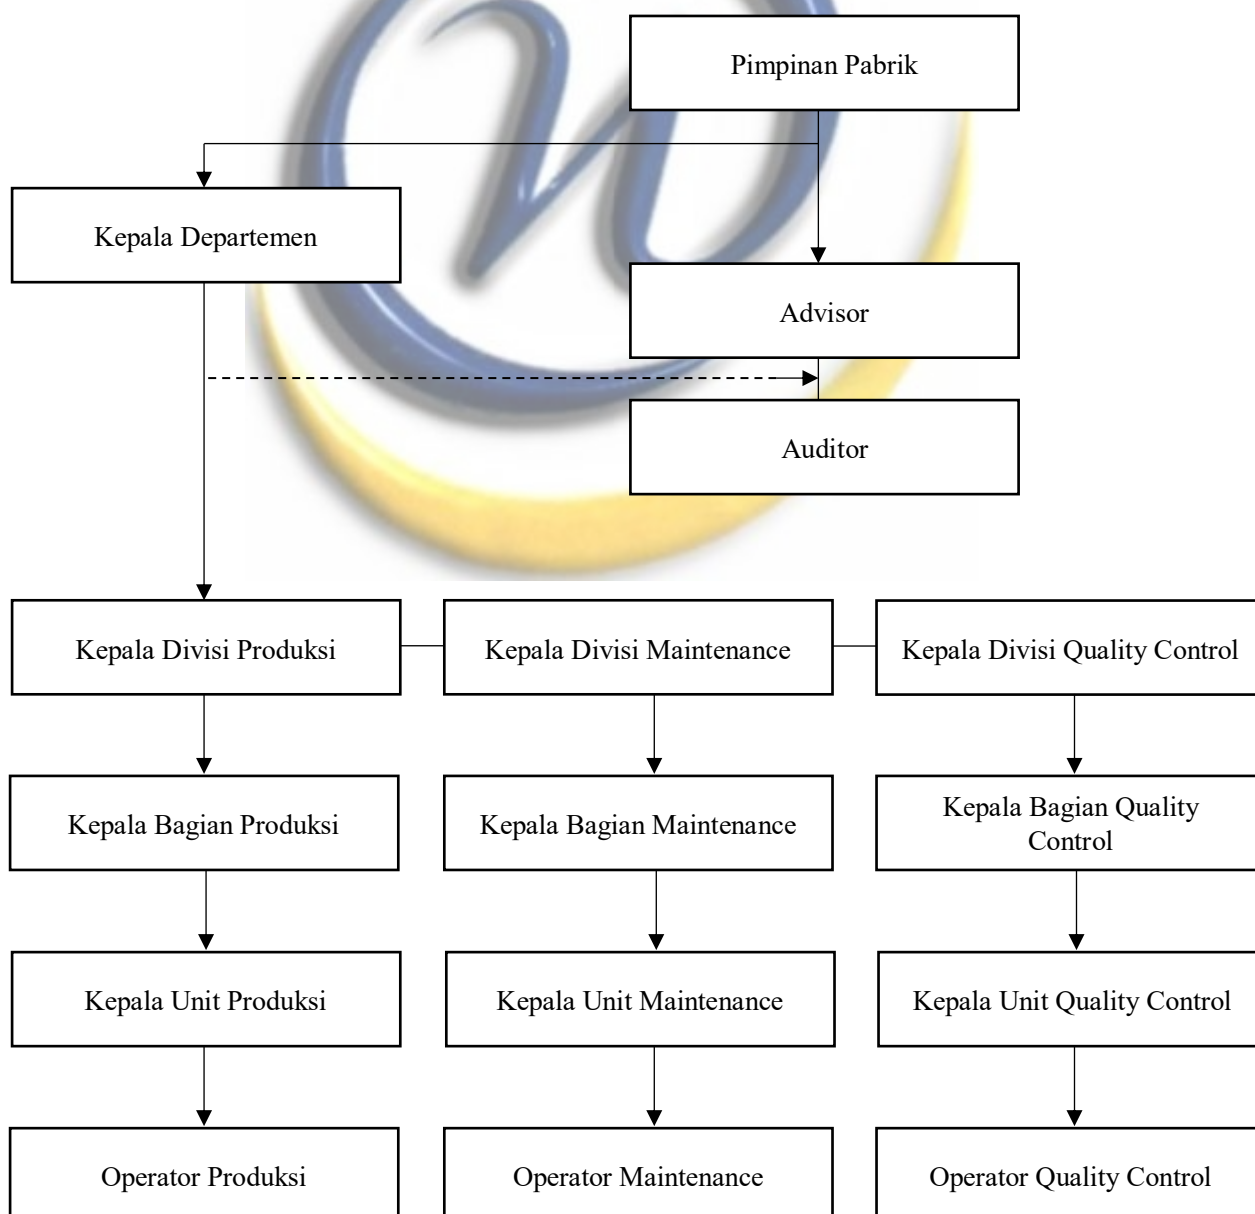 Pimpinan Pabrik
Kepala Departemen
Advisor
Auditor
Kepala Divisi Produksi
Kepala Divisi Maintenance
Kepala Divisi Quality Control
Kepala Bagian Produksi
Kepala Bagian Maintenance
Kepala Bagian Quality
Control
Kepala Unit Produksi
Kepala Unit Maintenance
Kepala Unit Quality Control
Operator Produksi
Operator Maintenance
Operator Quality Control